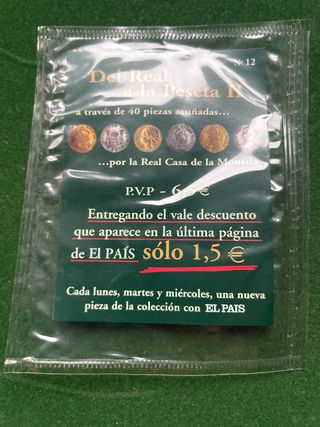 Nº 12
Del Real
a la Peseta II
a través de 40 piezas acuñadas...
...por la Real Casa de la Moneda
P.V.P - 6,5 €
Entregando el vale descuento
que aparece en la última página
de El PAÍS sólo 1,5 €
Cada lunes, martes y miércoles, una nueva
pieza de la colección con EL PAIS